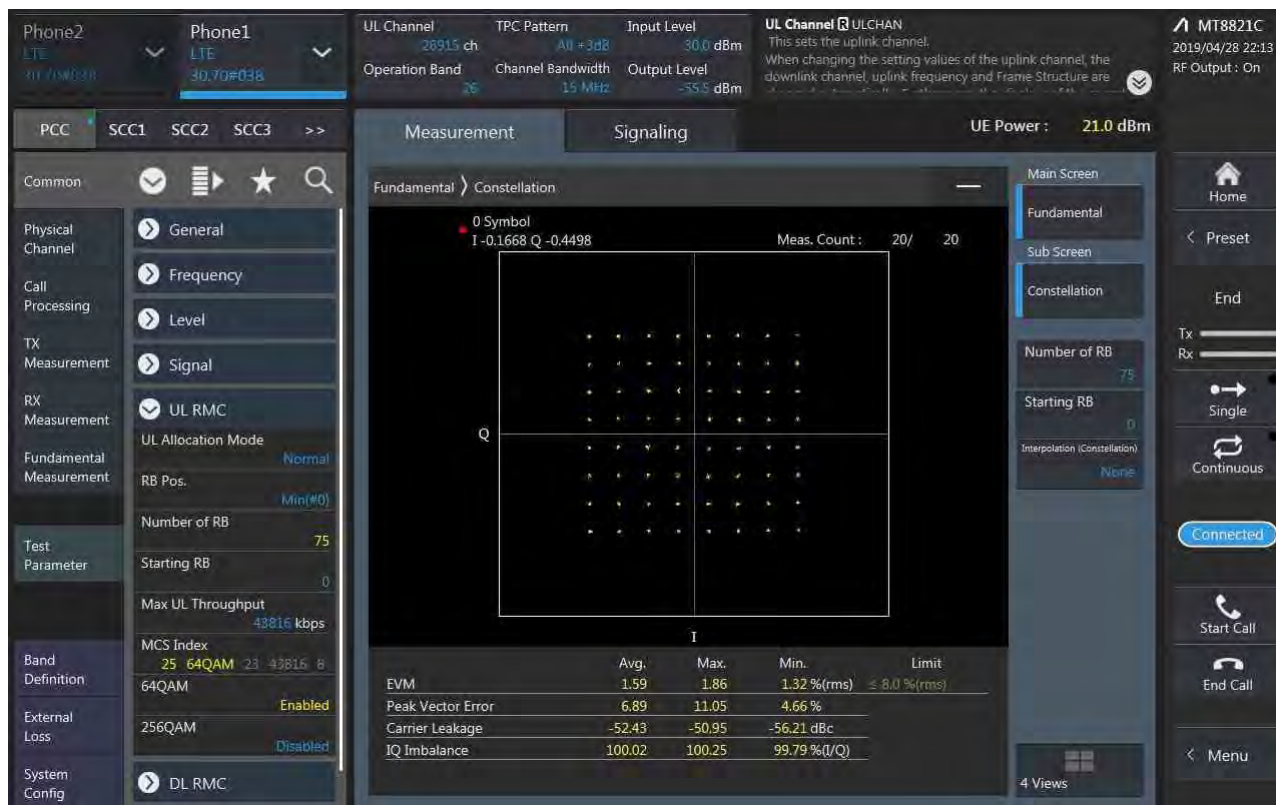 Phone2
LTE
Phone1
LTE
30.70#038
UL Channel
26915 ch
Operation Band
26
TPC Pattern
All +3dB
Channel Bandwidth
15 MHz
Input Level
30.0 dBm
Output Level
-55.5 dBm
UL Channel R ULCHAN
This sets the uplink channel.
When changing the setting values of the uplink channel, the
downlink channel, uplink frequency and Frame Structure are
MT8821C
2019/04/28 22:13
RF Output : On
PCC SCC1 SCC2 SCC3 >>
Measurement
Signaling
UE Power : 21.0 dBm
Common
Physical
Channel
Call
Processing
TX
Measurement
RX
Measurement
Fundamental
Measurement
Test
Parameter
Band
Definition
External
Loss
System
Config
General
Frequency
Level
Signal
UL RMC
UL Allocation Mode
Normal
RB Pos.
Min(#0)
Number of RB
75
Starting RB
0
Max UL Throughput
43816 kbps
MCS Index
25 64QAM 23 43816 8
64QAM
Enabled
256QAM
Disabled
DL RMC
Fundamental 〉 Constellation
0 Symbol
I -0.1668 Q -0.4498
Meas. Count : 20/ 20
Q
I
Avg. Max. Min. Limit
EVM 1.59 1.86 1.32 %(rms) ≤ 8.0 %(rms)
Peak Vector Error 6.89 11.05 4.66 %
Carrier Leakage -52.43 -50.95 -56.21 dBc
IQ Imbalance 100.02 100.25 99.79 %(I/Q)
Main Screen
Fundamental
Sub Screen
Constellation
Number of RB
75
Starting RB
0
Interpolation (Constellation)
None
4 Views
Home
< Preset
End
Tx
Rx
Single
Continuous
Connected
Start Call
End Call
< Menu